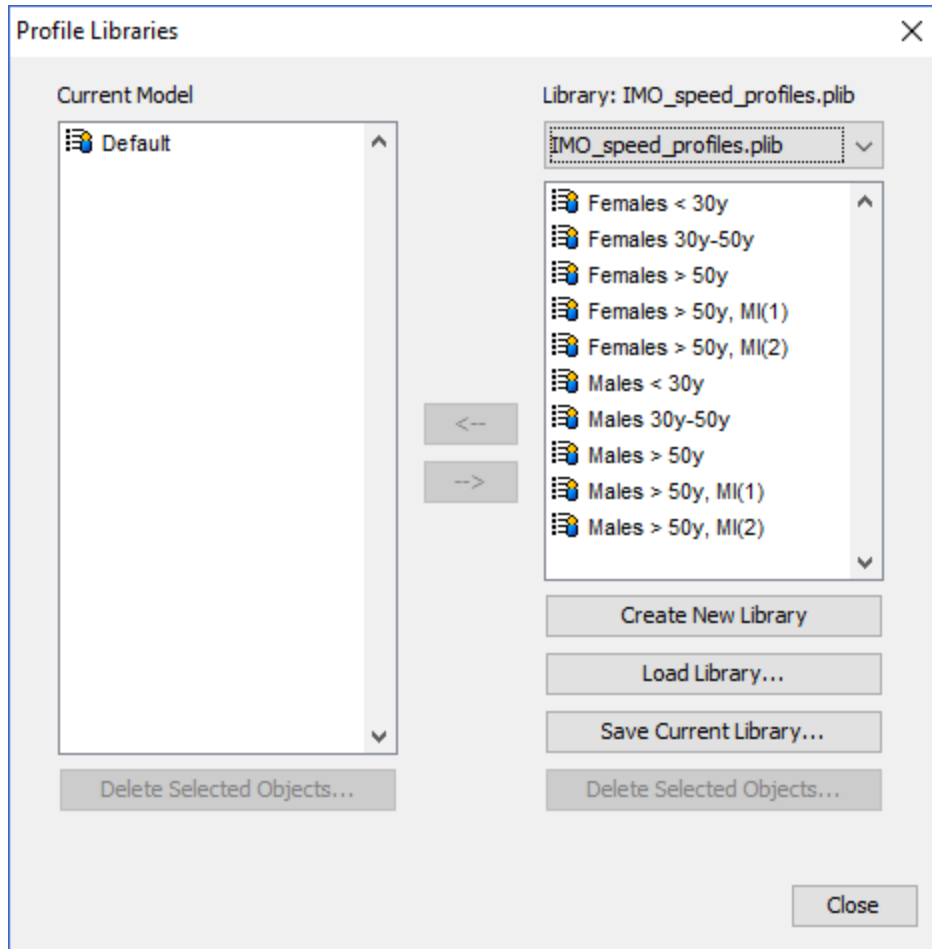 Profile Libraries
Current Model
Default
Delete Selected Objects...
<--
-->
Library: IMO_speed_profiles.plib
IMO_speed_profiles.plib
Females < 30y
Females 30y-50y
Females > 50y
Females > 50y, MI(1)
Females > 50y, MI(2)
Males < 30y
Males 30y-50y
Males > 50y
Males > 50y, MI(1)
Males > 50y, MI(2)
Create New Library
Load Library...
Save Current Library...
Delete Selected Objects...
Close